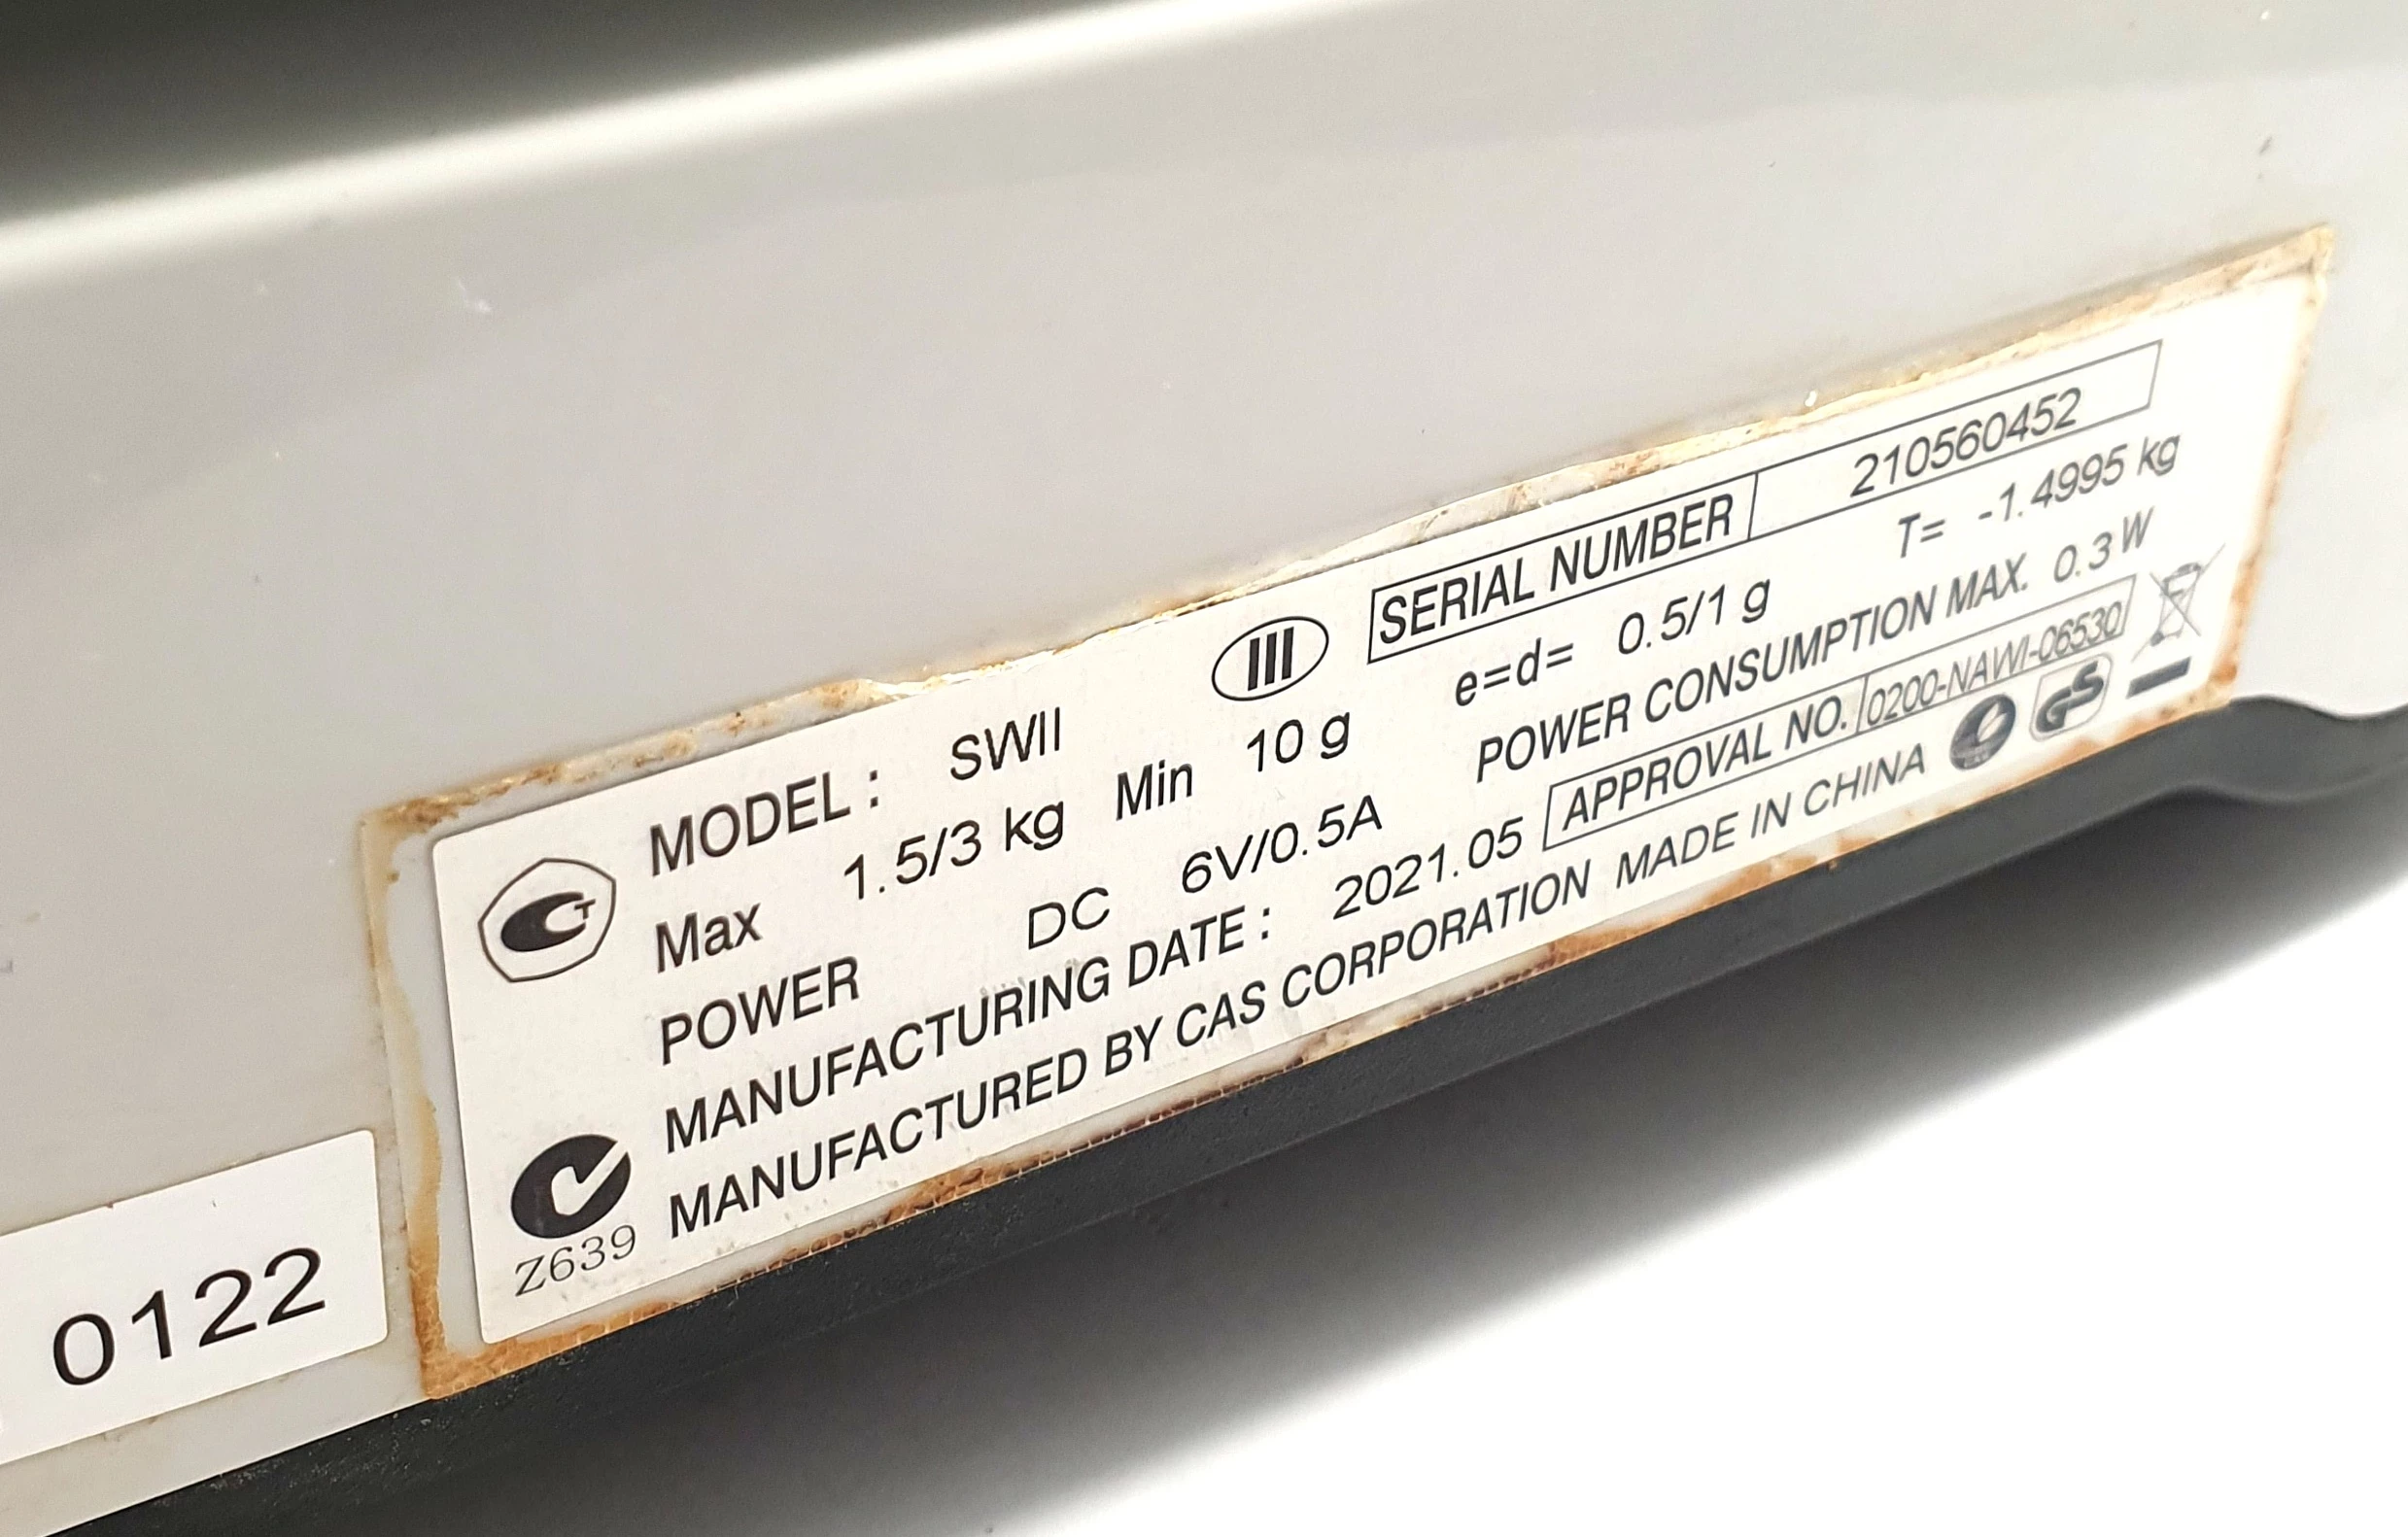 MODEL : SWII III SERIAL NUMBER 210560452
Max 1.5/3 kg Min 10 g e=d= 0.5/1 g T= -1.4995 kg
POWER DC 6V/0.5A POWER CONSUMPTION MAX. 0.3 W
MANUFACTURING DATE : 2021.05 APPROVAL NO. 0200-NAWI-06530
MANUFACTURED BY CAS CORPORATION MADE IN CHINA GS
Z639
0122